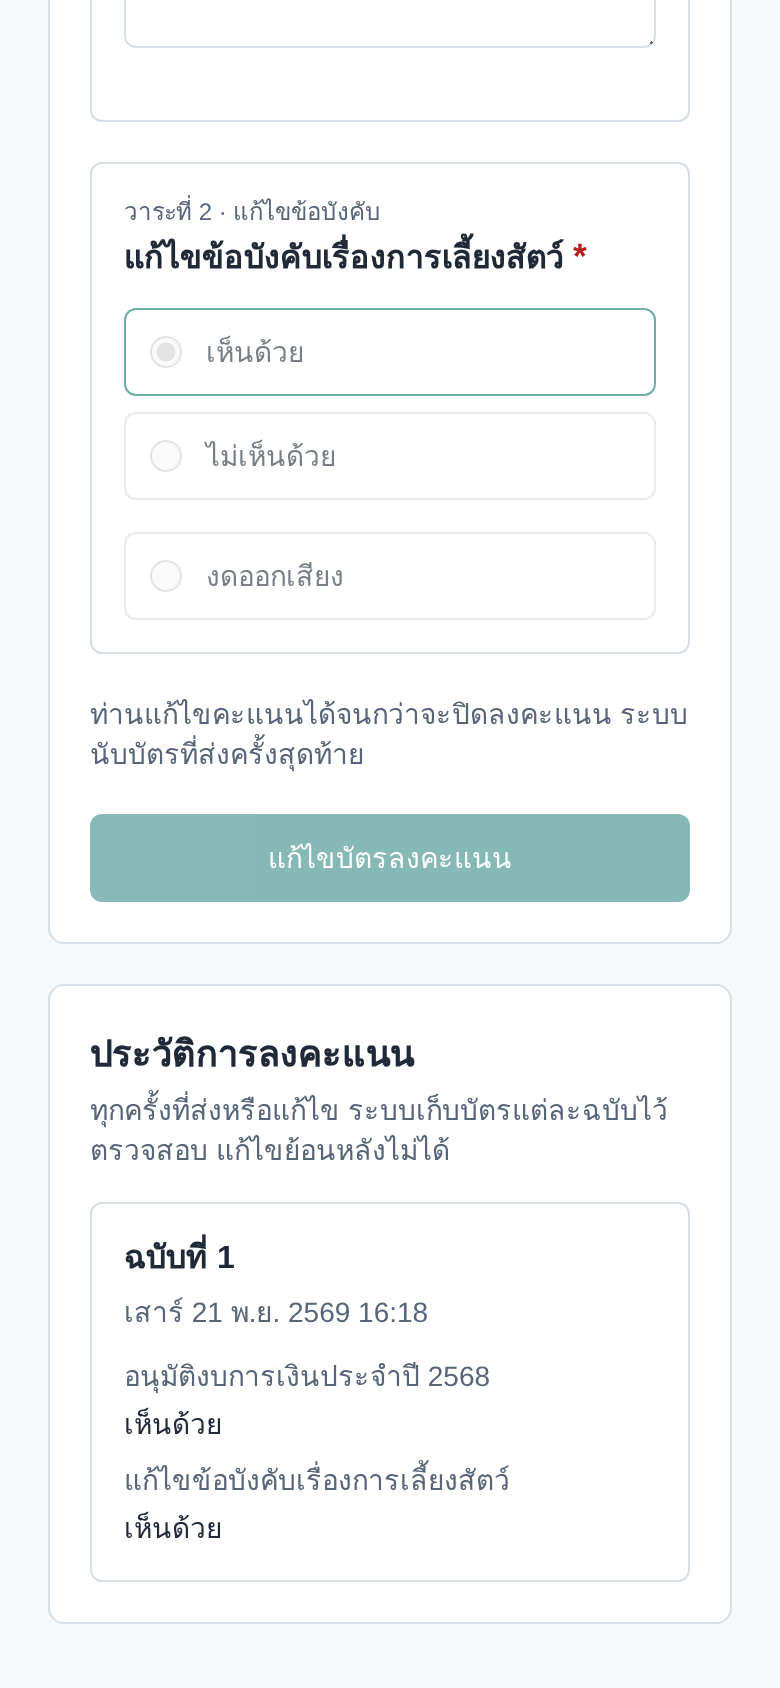 วาระที่ 2 · แก้ไขข้อบังคับ
แก้ไขข้อบังคับเรื่องการเลี้ยงสัตว์ *
เห็นด้วย
ไม่เห็นด้วย
งดออกเสียง
ท่านแก้ไขคะแนนได้จนกว่าจะปิดลงคะแนน ระบบ
นับบัตรที่ส่งครั้งสุดท้าย
แก้ไขบัตรลงคะแนน
ประวัติการลงคะแนน
ทุกครั้งที่ส่งหรือแก้ไข ระบบเก็บบัตรแต่ละฉบับไว้
ตรวจสอบ แก้ไขย้อนหลังไม่ได้
ฉบับที่ 1
เสาร์ 21 พ.ย. 2569 16:18
อนุมัติงบการเงินประจำปี 2568
เห็นด้วย
แก้ไขข้อบังคับเรื่องการเลี้ยงสัตว์
เห็นด้วย